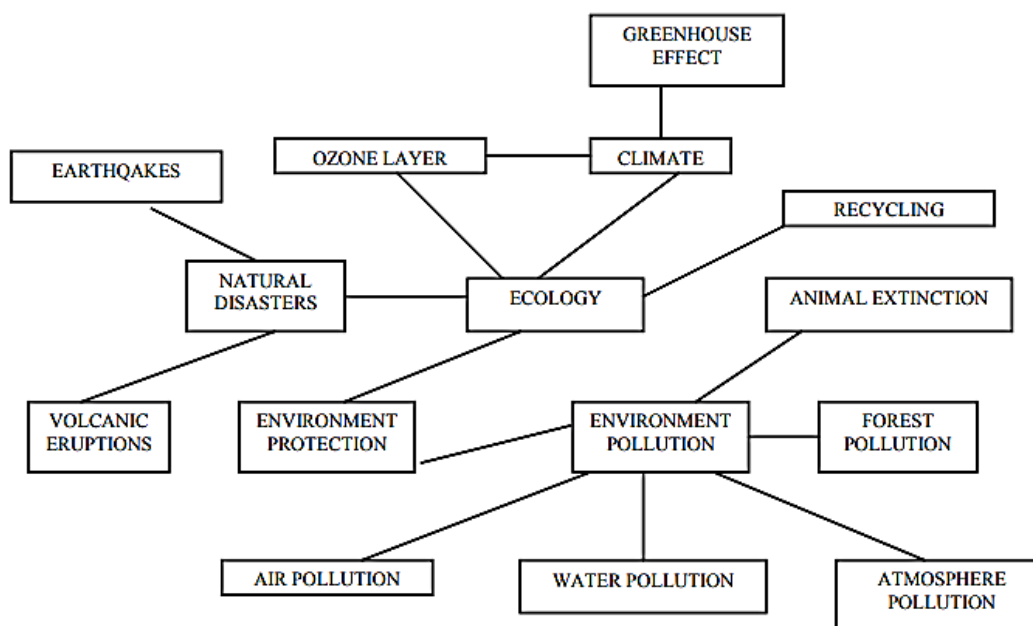 GREENHOUSE
EFFECT
OZONE LAYER
CLIMATE
EARTHQAKES
RECYCLING
NATURAL
DISASTERS
ECOLOGY
ANIMAL EXTINCTION
VOLCANIC
ERUPTIONS
ENVIRONMENT
PROTECTION
ENVIRONMENT
POLLUTION
FOREST
POLLUTION
AIR POLLUTION
WATER POLLUTION
ATMOSPHERE
POLLUTION